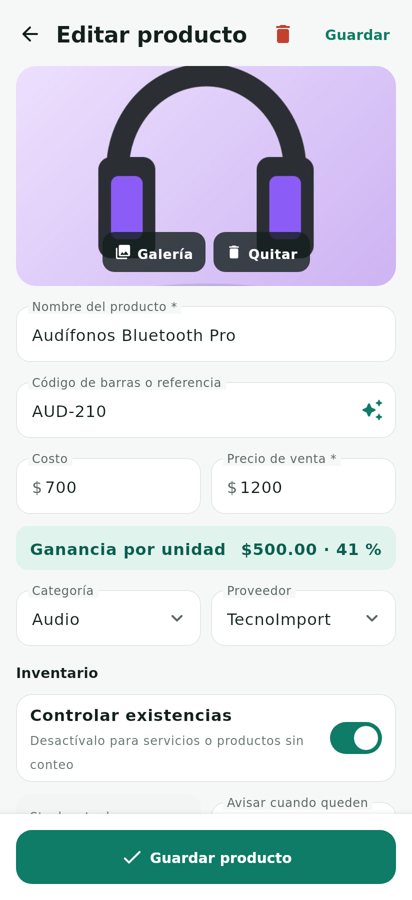 Editar producto
Guardar
Galería
Quitar
Nombre del producto *
Audífonos Bluetooth Pro
Código de barras o referencia
AUD-210
Costo
$ 700
Precio de venta *
$ 1200
Ganancia por unidad $500.00 · 41 %
Categoría
Audio
Proveedor
TecnoImport
Inventario
Controlar existencias
Desactívalo para servicios o productos sin
conteo
Avisar cuando queden
Guardar producto